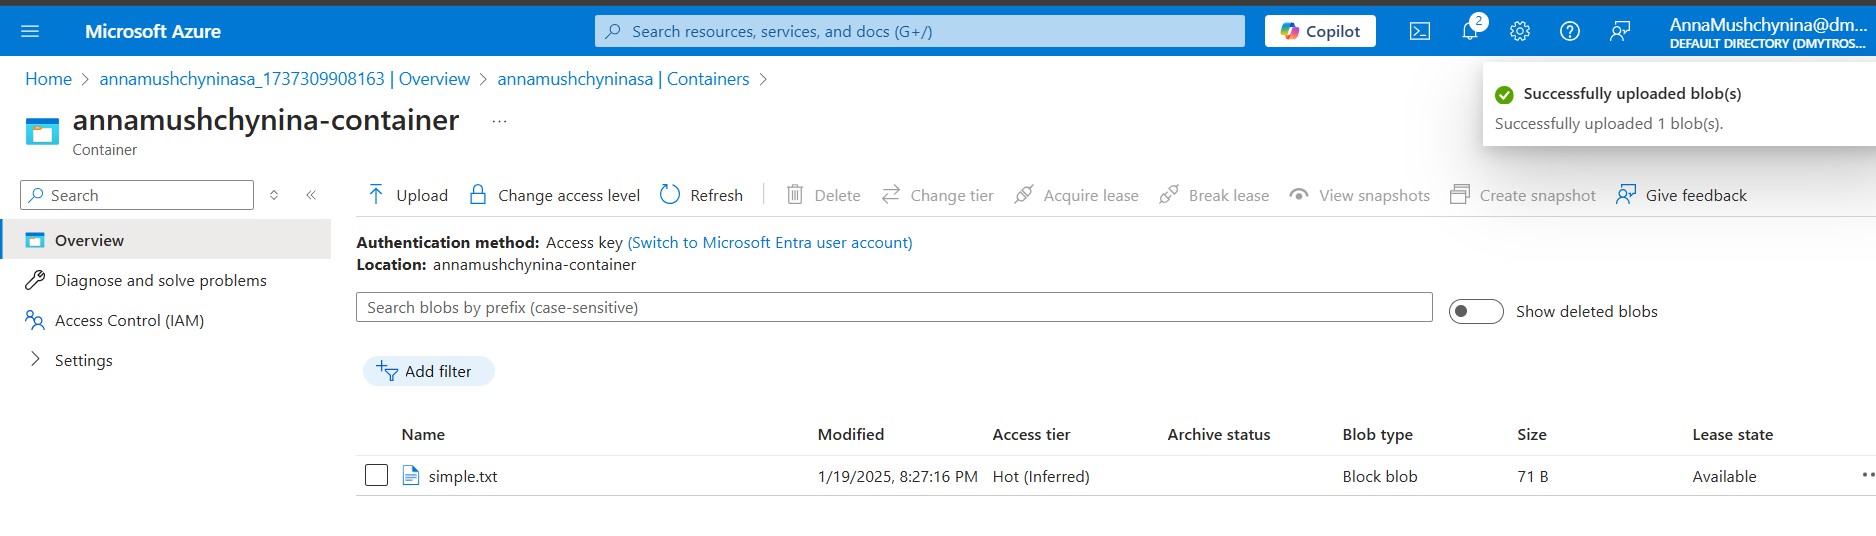 Microsoft Azure
Search resources, services, and docs (G+/)
Copilot
2
AnnaMushchynina@dm...
DEFAULT DIRECTORY (DMYTROS...
Home > annamushchyninasa_1737309908163 | Overview > annamushchyninasa | Containers >
Successfully uploaded blob(s)
Successfully uploaded 1 blob(s).
annamushchynina-container ...
Container
Search
Upload Change access level Refresh Delete Change tier Acquire lease Break lease View snapshots Create snapshot Give feedback
Overview
Diagnose and solve problems
Access Control (IAM)
Settings
Authentication method: Access key (Switch to Microsoft Entra user account)
Location: annamushchynina-container
Search blobs by prefix (case-sensitive)
Show deleted blobs
Add filter
Name Modified Access tier Archive status Blob type Size Lease state
simple.txt 1/19/2025, 8:27:16 PM Hot (Inferred) Block blob 71 B Available